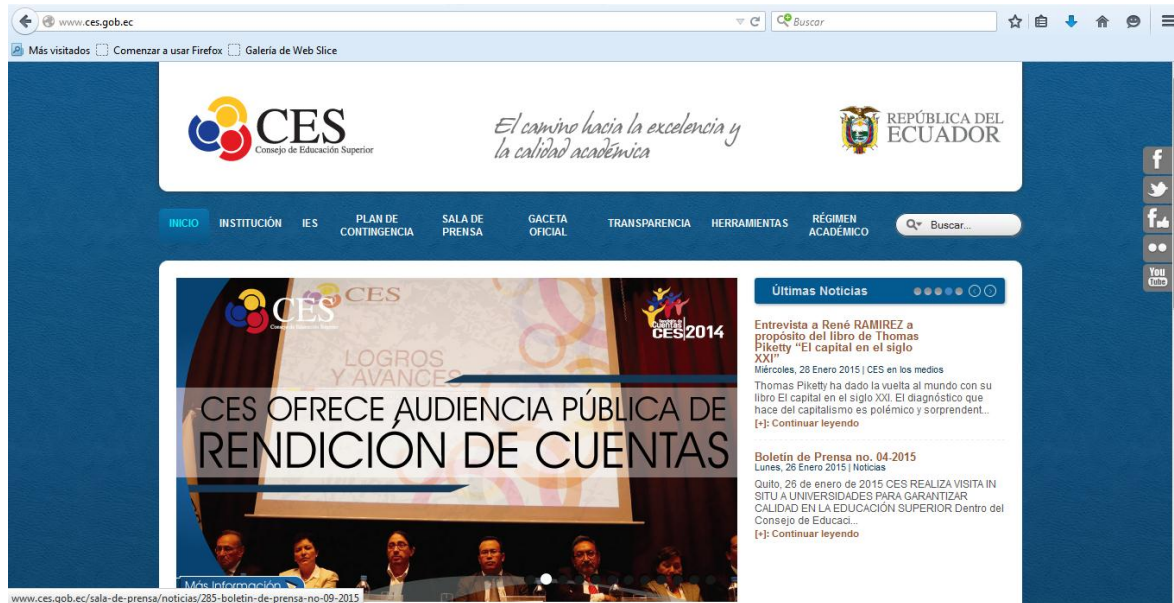 www.ces.gob.ec
Buscar
Más visitados
Comenzar a usar Firefox
Galería de Web Slice
CES
Consejo de Educación Superior
El camino hacia la excelencia y
la calidad académica
REPÚBLICA DEL
ECUADOR
INICIO
INSTITUCIÓN
IES
PLAN DE
CONTINGENCIA
SALA DE
PRENSA
GACETA
OFICIAL
TRANSPARENCIA
HERRAMIENTAS
RÉGIMEN
ACADÉMICO
Buscar...
f
f
You
Tube
CES
Consejo de Educación Superior
CES
LOGROS
Y AVANCES
Cuentas
CES|2014
CES OFRECE AUDIENCIA PÚBLICA DE
RENDICIÓN DE CUENTAS
Más Información
Últimas Noticias
Entrevista a René RAMIREZ a
propósito del libro de Thomas
Piketty “El capital en el siglo
XXI”
Miércoles, 28 Enero 2015 | CES en los medios
Thomas Piketty ha dado la vuelta al mundo con su
libro El capital en el siglo XXI. El diagnóstico que
hace del capitalismo es polémico y sorprendent...
[+]: Continuar leyendo
Boletín de Prensa no. 04-2015
Lunes, 26 Enero 2015 | Noticias
Quito, 26 de enero de 2015 CES REALIZA VISITA IN
SITU A UNIVERSIDADES PARA GARANTIZAR
CALIDAD EN LA EDUCACIÓN SUPERIOR Dentro del
Consejo de Educaci...
[+]: Continuar leyendo
www.ces.gob.ec/sala-de-prensa/noticias/285-boletin-de-prensa-no-09-2015